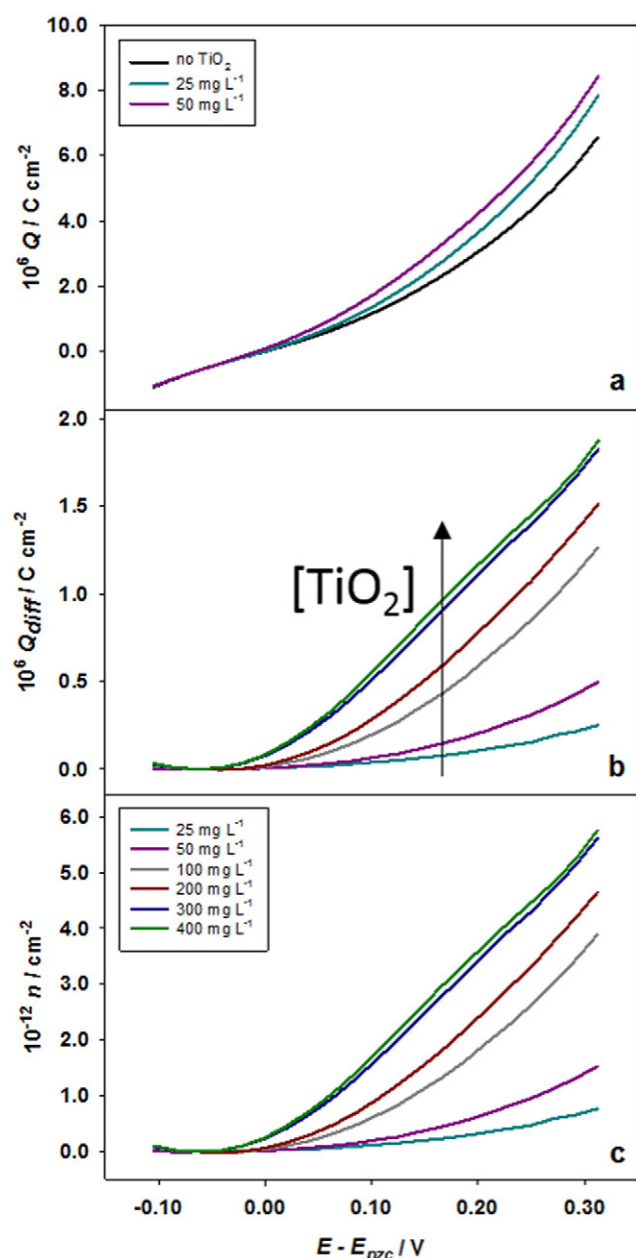 10.0
8.0
6.0
4.0
2.0
0.0
10⁶ Q / C cm⁻²
no TiO₂
25 mg L⁻¹
50 mg L⁻¹
a
2.0
1.5
1.0
0.5
0.0
10⁶ Qdiff / C cm⁻²
[TiO₂]
b
6.0
5.0
4.0
3.0
2.0
1.0
0.0
10⁻¹² n / cm⁻²
25 mg L⁻¹
50 mg L⁻¹
100 mg L⁻¹
200 mg L⁻¹
300 mg L⁻¹
400 mg L⁻¹
c
-0.10 0.00 0.10 0.20 0.30
E - Epzc / V